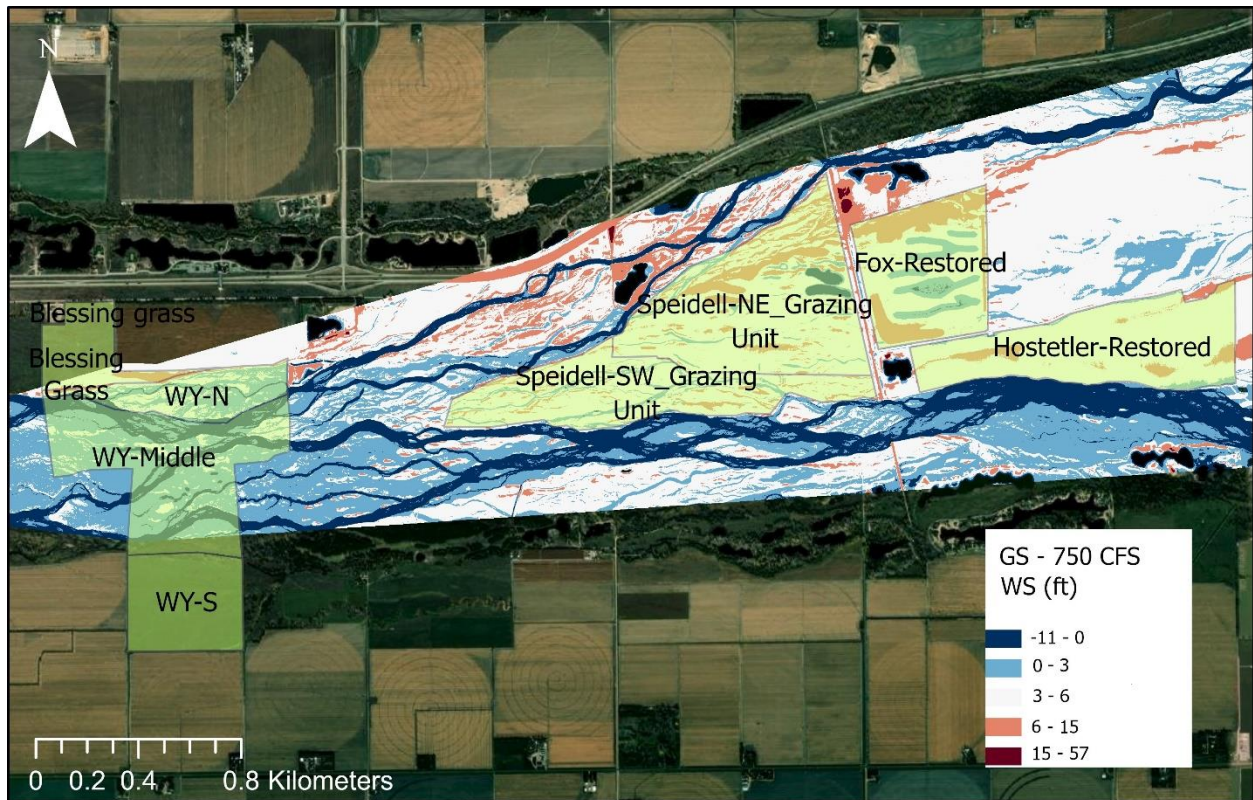 N
Blessing grass
Blessing
Grass
WY-N
WY-Middle
WY-S
Speidell-NE_Grazing
Unit
Speidell-SW_Grazing
Unit
Fox-Restored
Hostetler-Restored
GS - 750 CFS
WS (ft)
-11 - 0
0 - 3
3 - 6
6 - 15
15 - 57
0 0.2 0.4 0.8 Kilometers